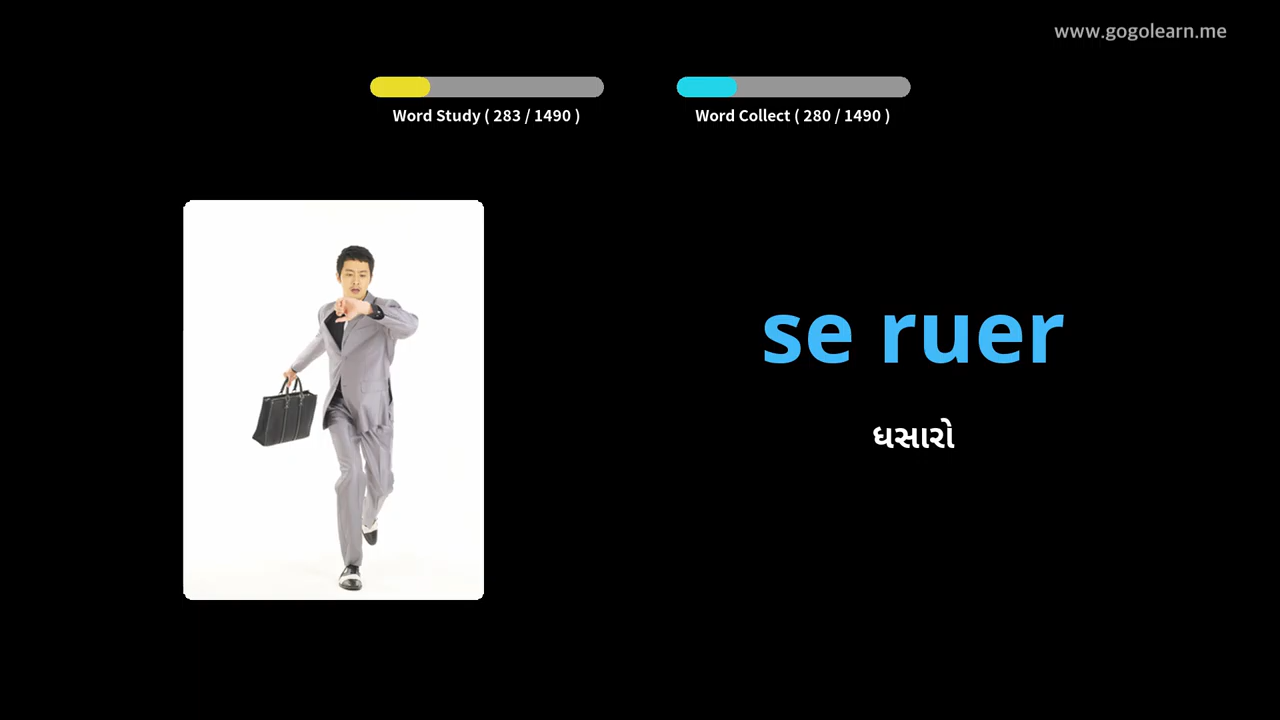 www.gogolearn.me
Word Study ( 283 / 1490 )
Word Collect ( 280 / 1490 )
se ruer
ધસારો